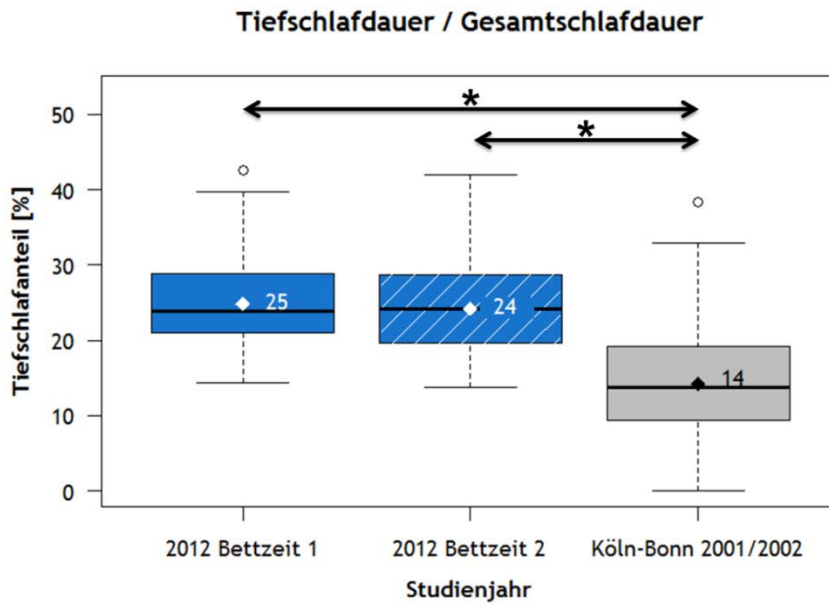 Tiefschlafdauer / Gesamtschlafdauer
50
*
*
40
30
25
24
20
14
10
0
Tiefschlafanteil [%]
2012 Bettzeit 1
2012 Bettzeit 2
Köln-Bonn 2001/2002
Studienjahr